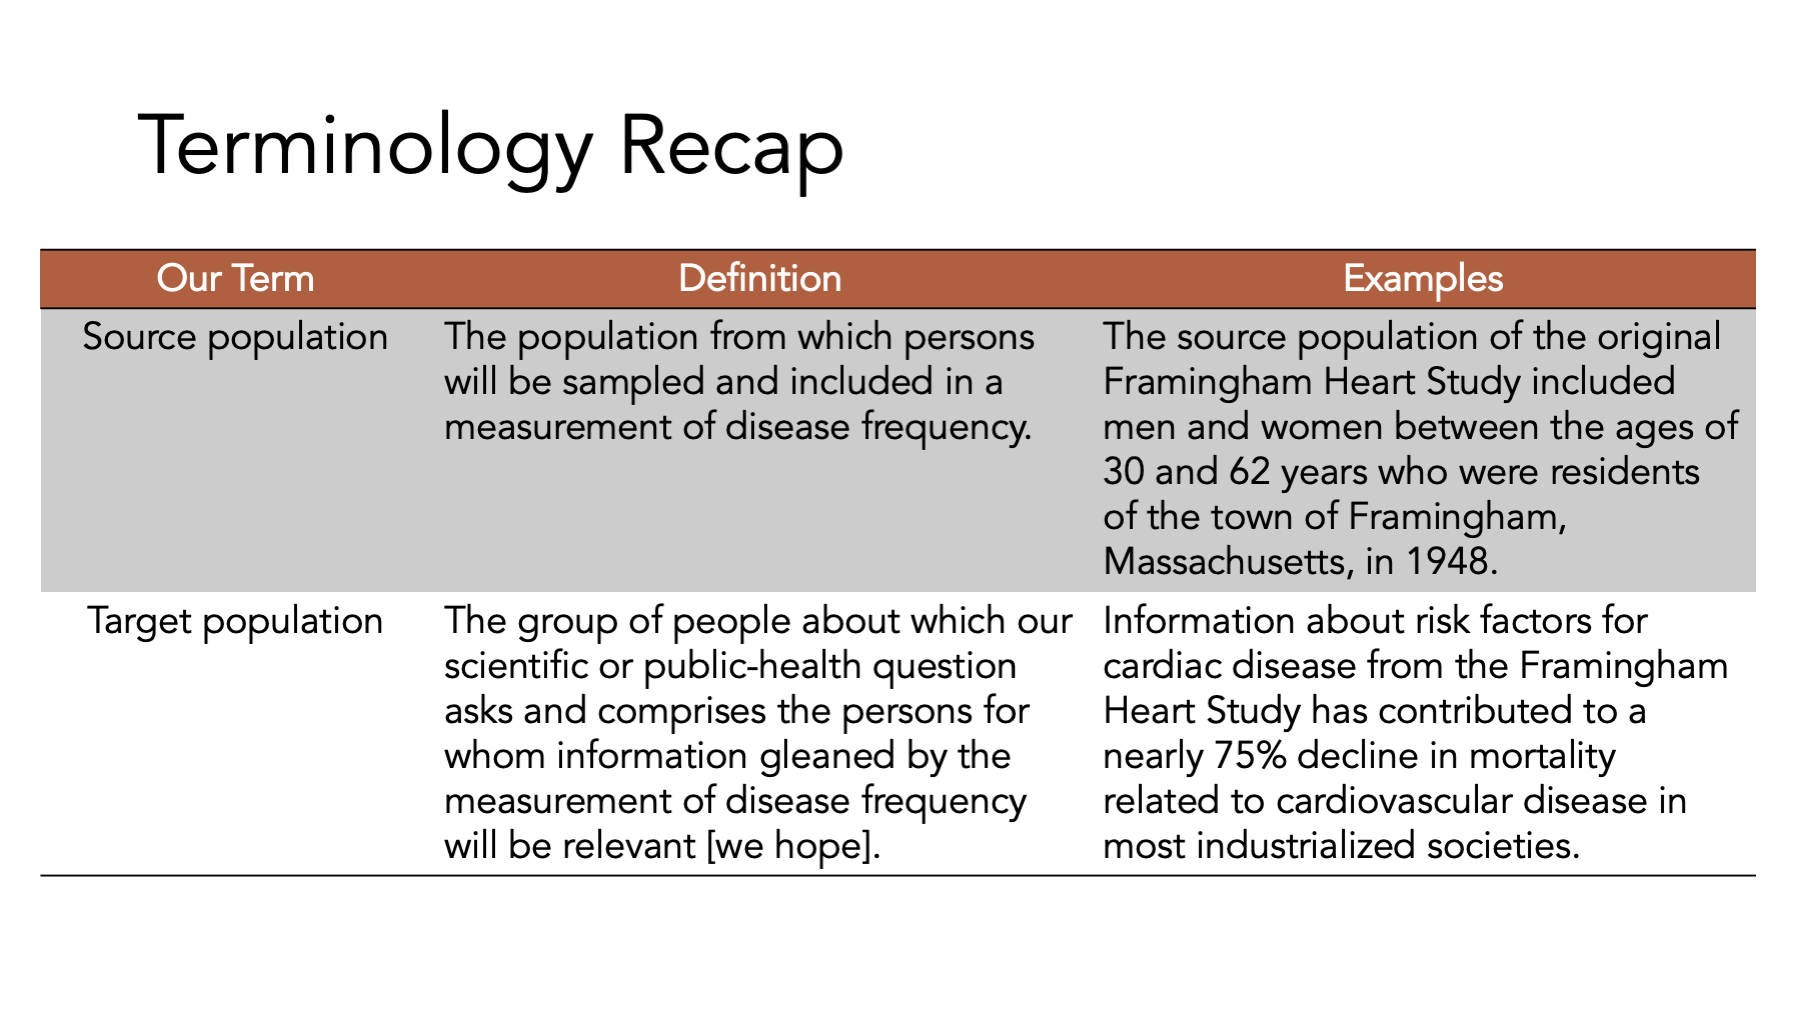 Terminology Recap
Our Term
Definition
Examples
Source population
The population from which persons
will be sampled and included in a
measurement of disease frequency.
The source population of the original
Framingham Heart Study included
men and women between the ages of
30 and 62 years who were residents
of the town of Framingham,
Massachusetts, in 1948.
Target population
The group of people about which our
scientific or public-health question
asks and comprises the persons for
whom information gleaned by the
measurement of disease frequency
will be relevant [we hope].
Information about risk factors for
cardiac disease from the Framingham
Heart Study has contributed to a
nearly 75% decline in mortality
related to cardiovascular disease in
most industrialized societies.